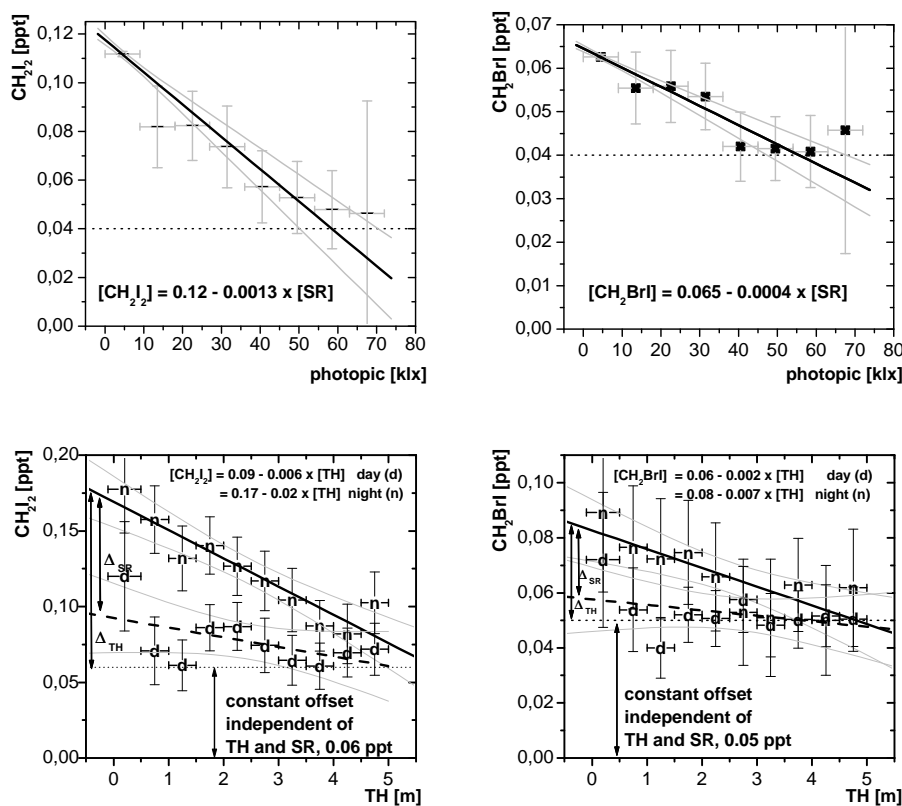 CH₂I₂ [ppt]
0,12
0,10
0,08
0,06
0,04
0,02
0,00
[CH₂I₂] = 0.12 - 0.0013 x [SR]
0 10 20 30 40 50 60 70 80
photopic [klx]
CH₂BrI [ppt]
0,07
0,06
0,05
0,04
0,03
0,02
0,01
0,00
[CH₂BrI] = 0.065 - 0.0004 x [SR]
0 10 20 30 40 50 60 70 80
photopic [klx]
CH₂I₂ [ppt]
0,20
0,15
0,10
0,05
0,00
[CH₂I₂] = 0.09 - 0.006 x [TH] day (d)
= 0.17 - 0.02 x [TH] night (n)
n n n n n n n n n n
d d d d d d d d d d
Δ SR
Δ TH
constant offset
independent of
TH and SR, 0.06 ppt
0 1 2 3 4 5
TH [m]
CH₂BrI [ppt]
0,10
0,08
0,06
0,04
0,02
0,00
[CH₂BrI] = 0.06 - 0.002 x [TH] day (d)
= 0.08 - 0.007 x [TH] night (n)
n n n n n n n n n n
d d d d d d d d d d
Δ SR
Δ TH
constant offset
independent of
TH and SR, 0.05 ppt
0 1 2 3 4 5
TH [m]